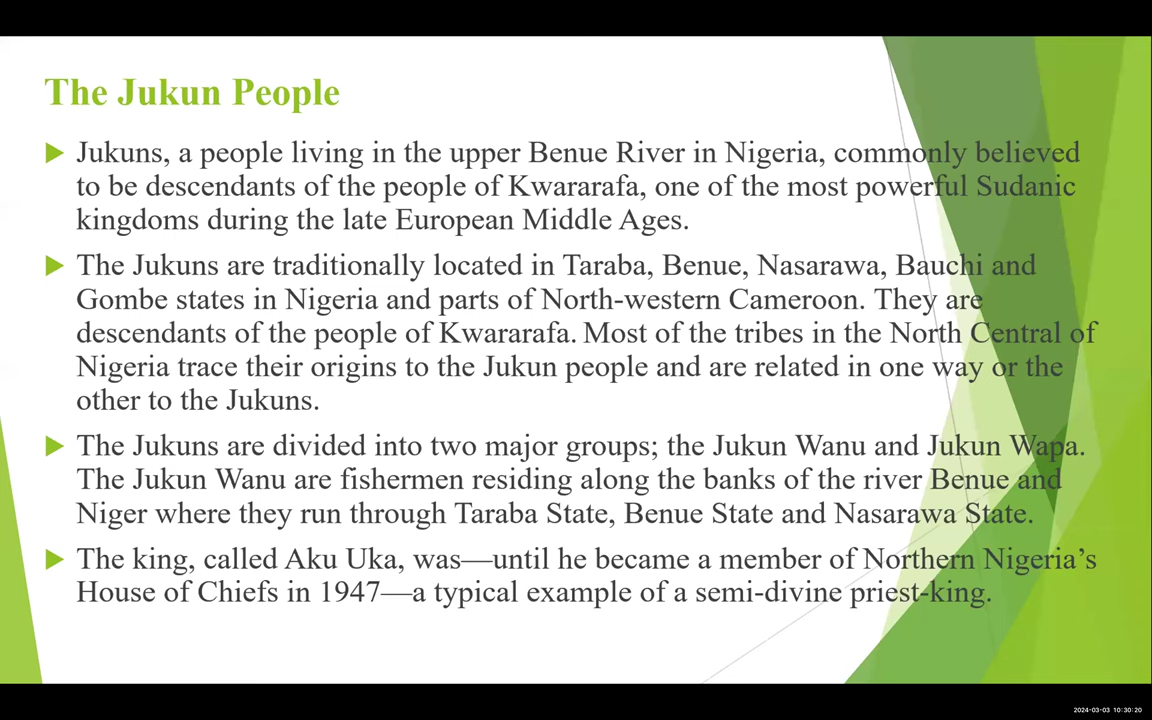 The Jukun People
Jukuns, a people living in the upper Benue River in Nigeria, commonly believed
to be descendants of the people of Kwararafa, one of the most powerful Sudanic
kingdoms during the late European Middle Ages.
The Jukuns are traditionally located in Taraba, Benue, Nasarawa, Bauchi and
Gombe states in Nigeria and parts of North-western Cameroon. They are
descendants of the people of Kwararafa. Most of the tribes in the North Central of
Nigeria trace their origins to the Jukun people and are related in one way or the
other to the Jukuns.
The Jukuns are divided into two major groups; the Jukun Wanu and Jukun Wapa.
The Jukun Wanu are fishermen residing along the banks of the river Benue and
Niger where they run through Taraba State, Benue State and Nasarawa State.
The king, called Aku Uka, was—until he became a member of Northern Nigeria’s
House of Chiefs in 1947—a typical example of a semi-divine priest-king.
2024-03-03 10:30:20